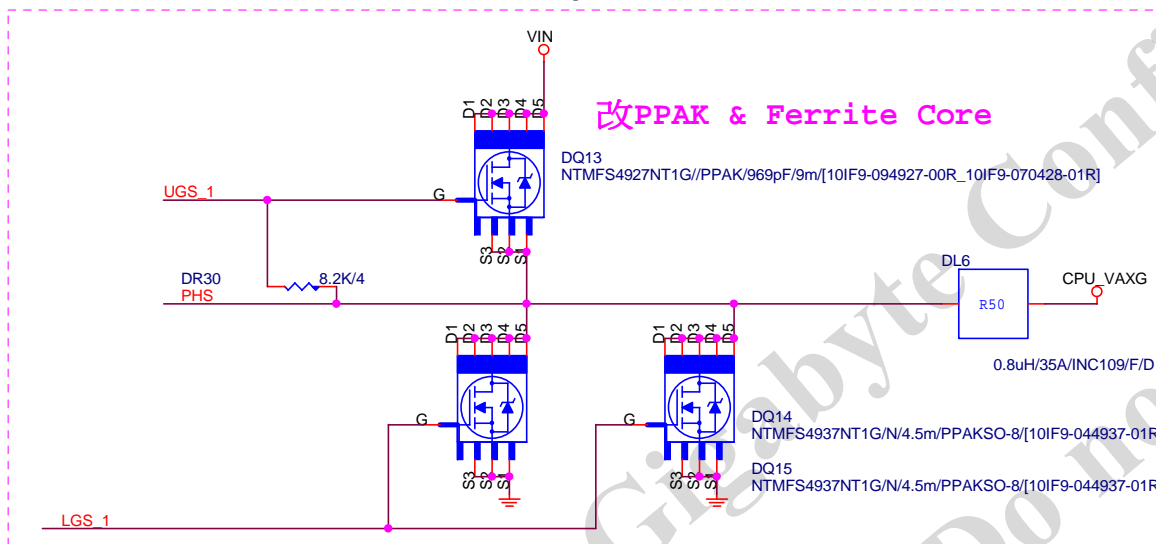 VIN
D1
D2
D3
D4
D5
改PPAK & Ferrite Core
DQ13
NTMFS4927NT1G//PPAK/969pF/9m/[10IF9-094927-00R_10IF9-070428-01R]
UGS_1
G
S3
S2
S1
DL6
CPU_VAXG
DR30
8.2K/4
PHS
R50
D1
D2
D3
D4
D5
D1
D2
D3
D4
D5
0.8uH/35A/INC109/F/D
G
G
DQ14
NTMFS4937NT1G/N/4.5m/PPAKSO-8/[10IF9-044937-01R
DQ15
NTMFS4937NT1G/N/4.5m/PPAKSO-8/[10IF9-044937-01R
S3
S2
S1
S3
S2
S1
LGS_1
Gigabyte Confi
Do no